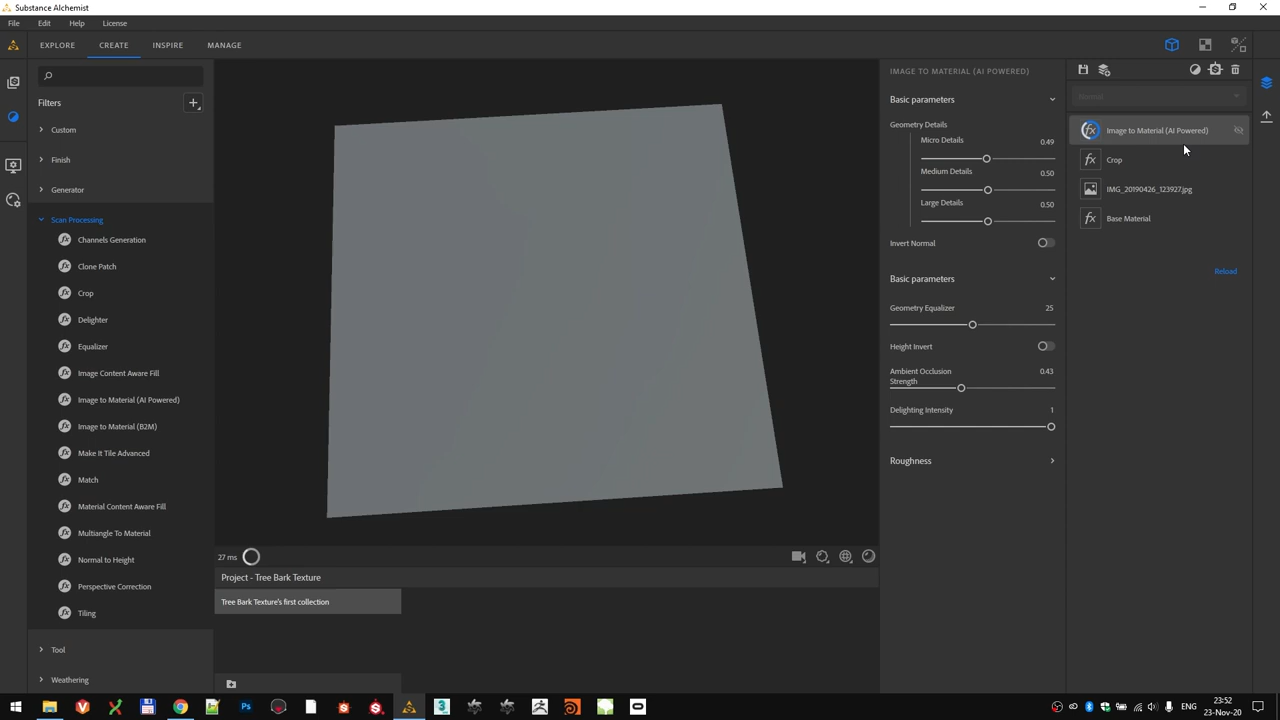 Substance Alchemist
File Edit Help License
EXPLORE CREATE INSPIRE MANAGE
Filters
Custom
Finish
Generator
Scan Processing
Channels Generation
Clone Patch
Crop
Delighter
Equalizer
Image Content Aware Fill
Image to Material (AI Powered)
Image to Material (B2M)
Make It Tile Advanced
Match
Material Content Aware Fill
Multiangle To Material
Normal to Height
Perspective Correction
Tiling
Tool
Weathering
27 ms
Project - Tree Bark Texture
Tree Bark Texture's first collection
IMAGE TO MATERIAL (AI POWERED)
Basic parameters
Geometry Details
Micro Details 0.49
Medium Details 0.50
Large Details 0.50
Invert Normal
Basic parameters
Geometry Equalizer 25
Height Invert
Ambient Occlusion 0.43
Strength
Delighting Intensity 1
Roughness
Normal
Image to Material (AI Powered)
Crop
IMG_20190426_123927.jpg
Base Material
Reload
ENG
23:52
23-Nov-20